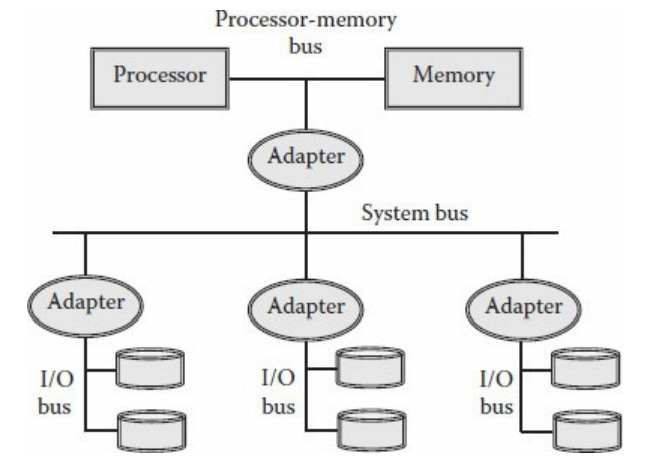 Processor-memory
bus
Processor
Memory
Adapter
System bus
Adapter
Adapter
Adapter
I/O
bus
I/O
bus
I/O
bus